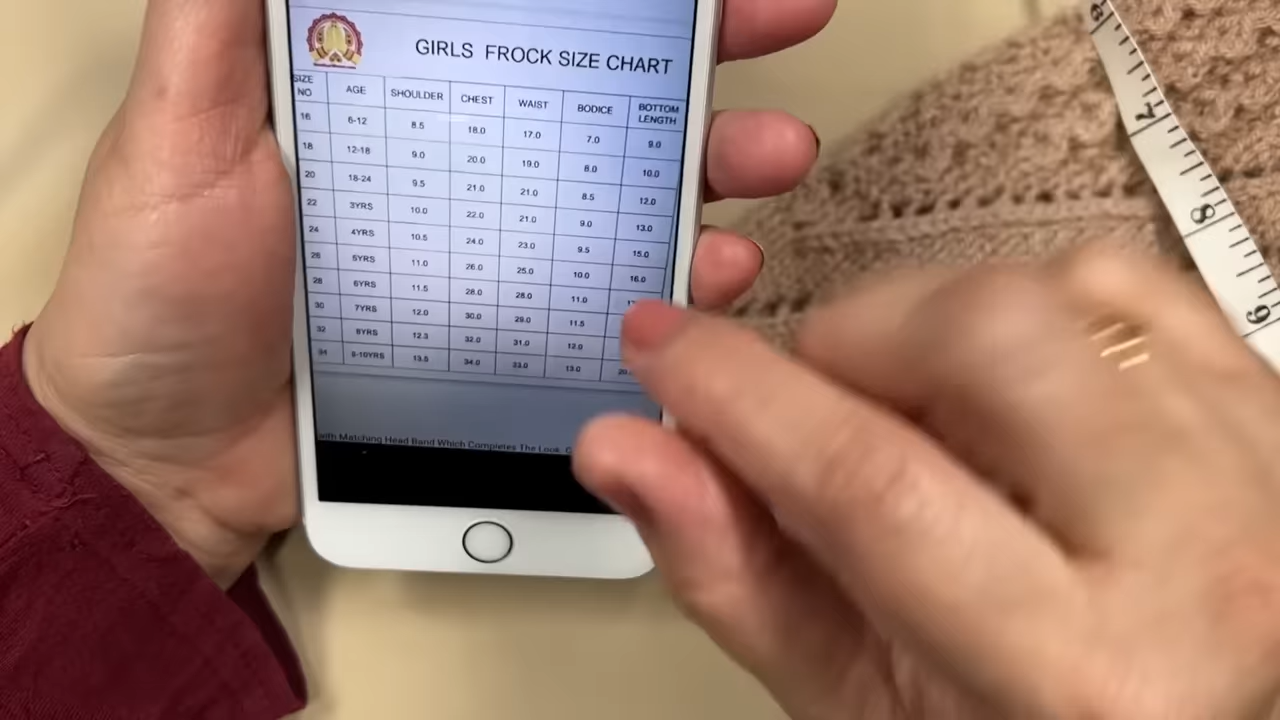 GIRLS FROCK SIZE CHART
SIZE NO AGE SHOULDER CHEST WAIST BODICE BOTTOM LENGTH
16 6-12 8.5 18.0 17.0 7.0 9.0
18 12-18 9.0 20.0 19.0 8.0 10.0
20 18-24 9.5 21.0 21.0 8.5 12.0
22 3YRS 10.0 22.0 21.0 9.0 13.0
24 4YRS 10.5 24.0 23.0 9.5 15.0
26 5YRS 11.0 26.0 25.0 10.0 16.0
28 6YRS 11.5 28.0 28.0 11.0
30 7YRS 12.0 30.0 29.0 11.5
32 8YRS 12.3 32.0 31.0 12.0
34 9-10YRS 13.0 34.0 33.0 13.0
With Matching Head Band Which Completes The Look.
7
8
9